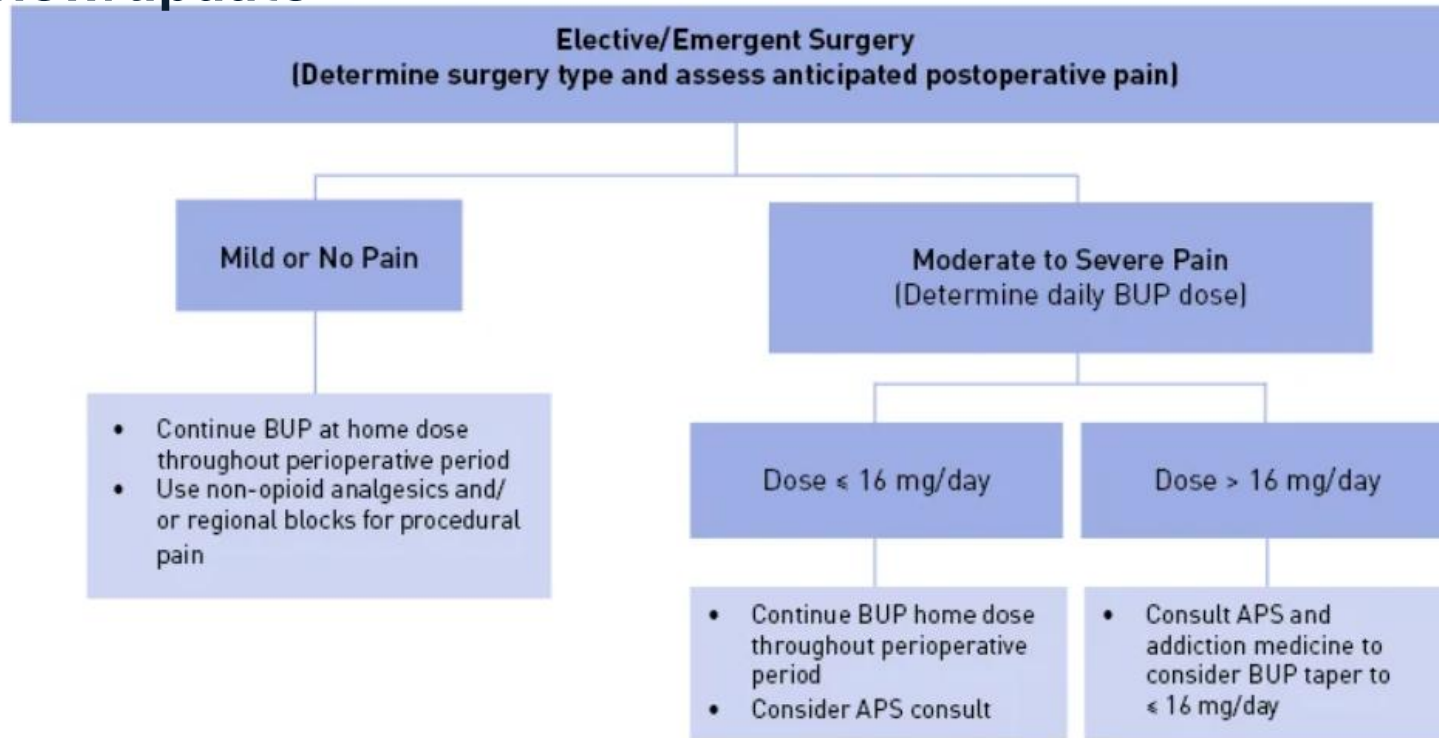 Elective/Emergent Surgery
(Determine surgery type and assess anticipated postoperative pain)
Mild or No Pain
Moderate to Severe Pain
(Determine daily BUP dose)
• Continue BUP at home dose
throughout perioperative period
• Use non-opioid analgesics and/
or regional blocks for procedural
pain
Dose ≤ 16 mg/day
Dose > 16 mg/day
• Continue BUP home dose
throughout perioperative
period
• Consider APS consult
• Consult APS and
addiction medicine to
consider BUP taper to
≤ 16 mg/day